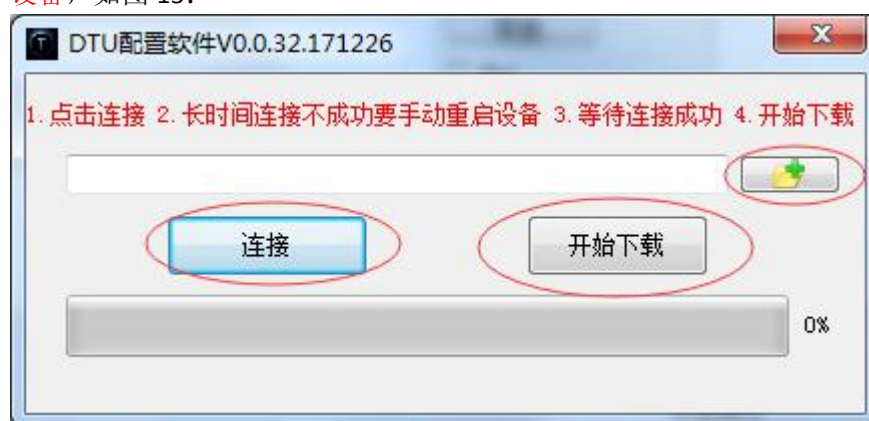 设备，如图 13.
DTU配置软件V0.0.32.171226
1. 点击连接 2. 长时间连接不成功要手动重启设备 3. 等待连接成功 4. 开始下载
连接
开始下载
0%